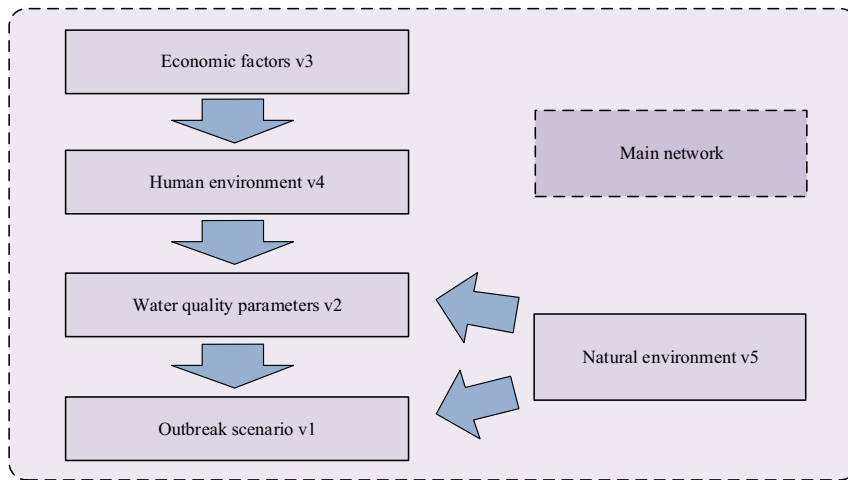 Economic factors v3
Main network
Human environment v4
Water quality parameters v2
Natural environment v5
Outbreak scenario v1